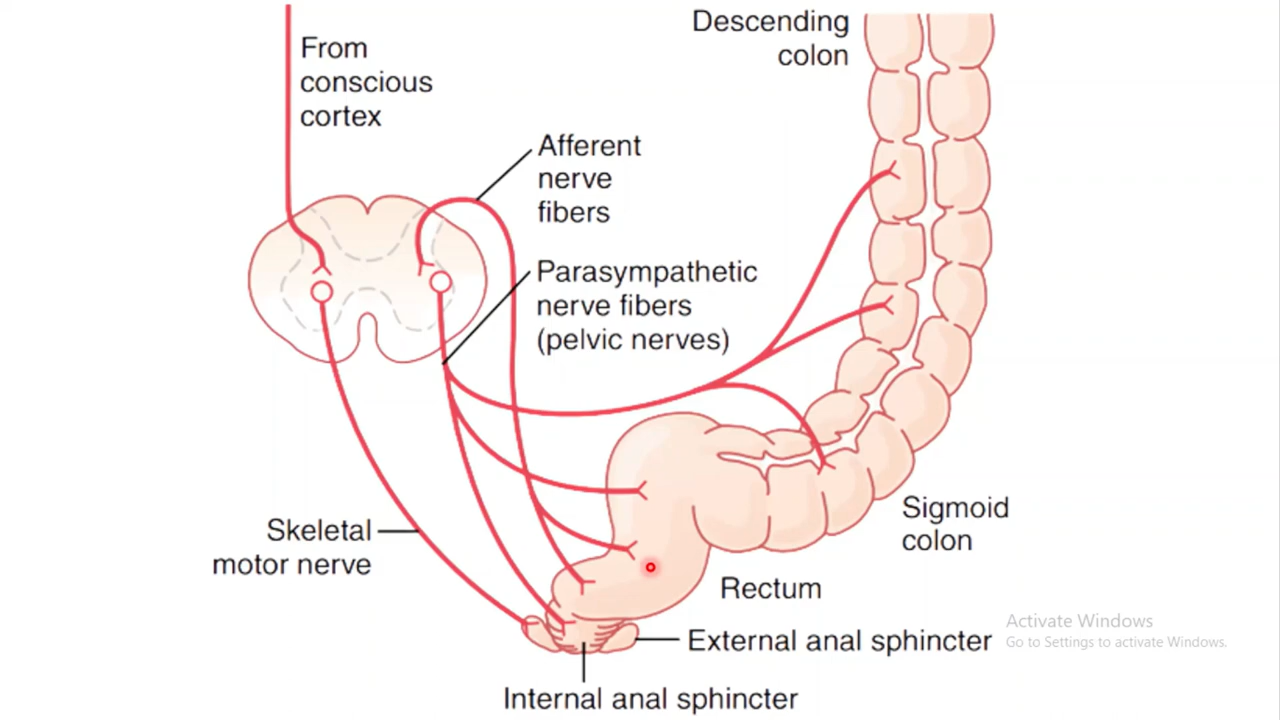 Descending
colon
From
conscious
cortex
Afferent
nerve
fibers
Parasympathetic
nerve fibers
(pelvic nerves)
Skeletal
motor nerve
Sigmoid
colon
Rectum
External anal sphincter
Internal anal sphincter
Activate Windows
Go to Settings to activate Windows.